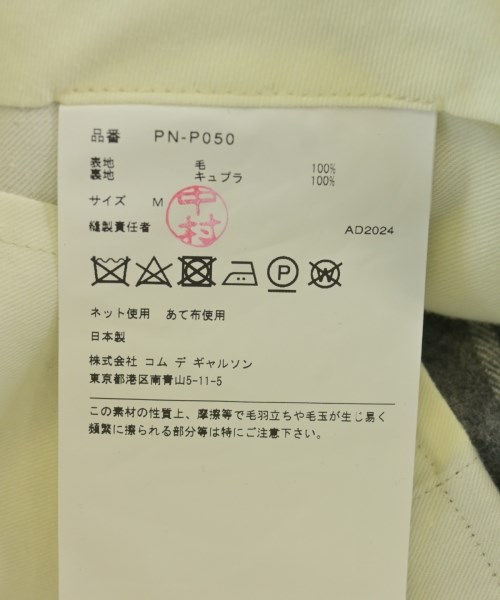 品番 PN-P050
表地 毛 100%
裏地 キュプラ 100%
サイズ M
中村
縫製責任者 AD2024
P W
ネット使用 あて布使用
日本製
株式会社 コム デ ギャルソン
東京都港区南青山5-11-5
この素材の性質上、摩擦等で毛羽立ちや毛玉が生じ易く
頻繁に擦られる部分等は特にご注意下さい。